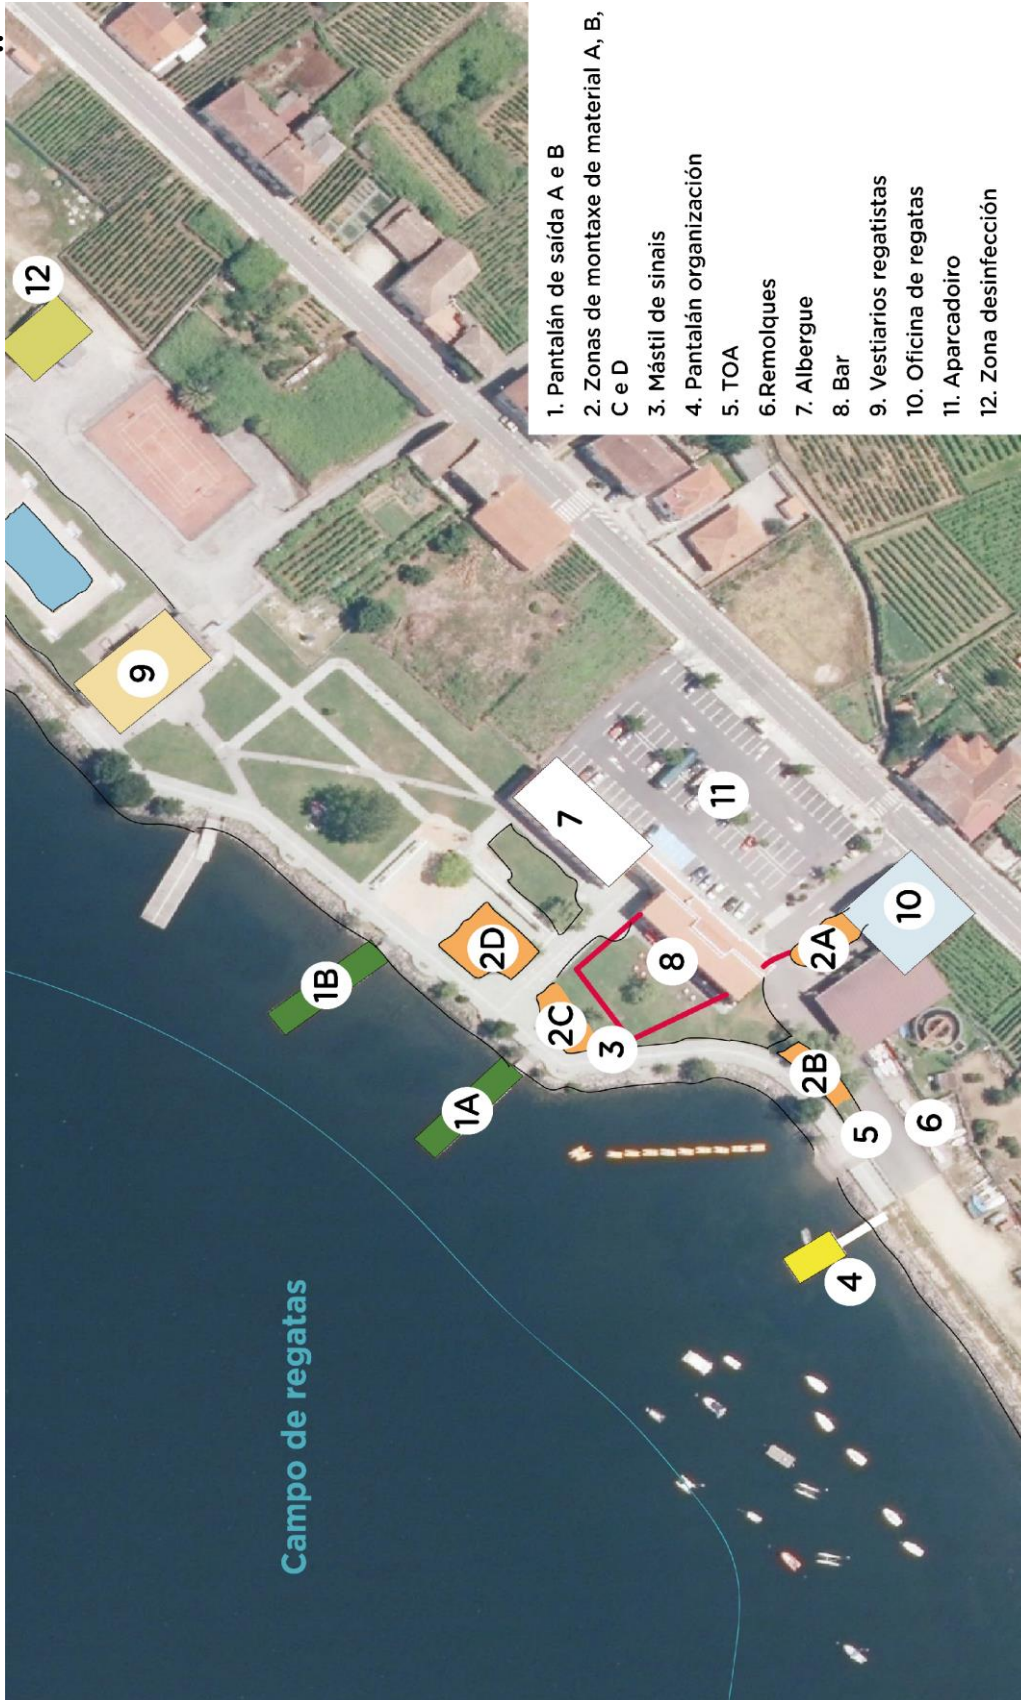 12
9
1B
1A
2D
2C
3
7
8
11
2A
10
2B
5
6
4
Campo de regatas
1. Pantalán de saída A e B
2. Zonas de montaxe de material A, B,
C e D
3. Mástil de sinais
4. Pantalán organización
5. TOA
6.Remolques
7. Albergue
8. Bar
9. Vestiarios regatistas
10. Oficina de regatas
11. Aparcadoiro
12. Zona desinfección